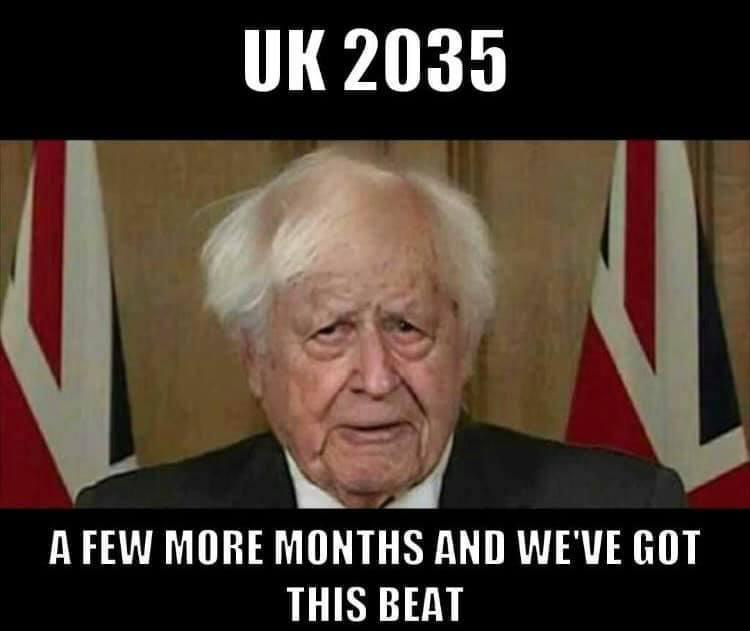 UK 2035
A FEW MORE MONTHS AND WE'VE GOT
THIS BEAT